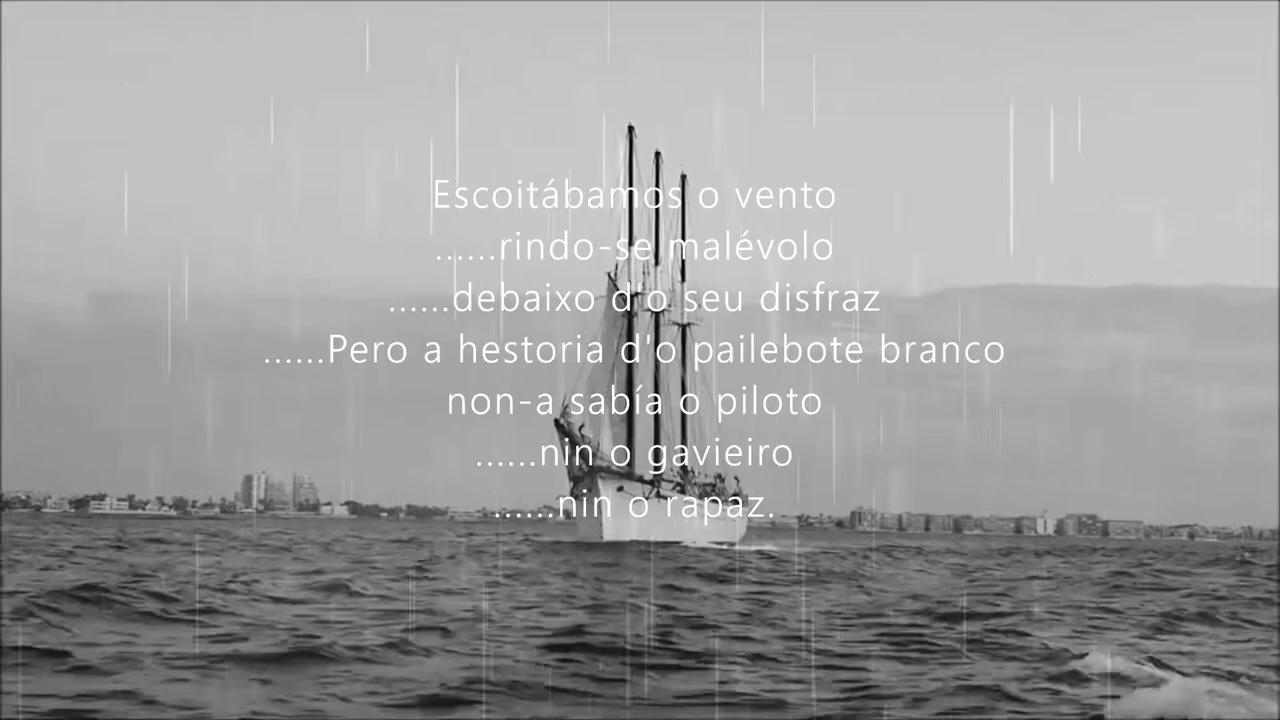 Escoitábamos o vento
......rindo-se malévolo
......debaixo d'o seu disfraz
......Pero a hestoria d'o pailebote branco
non-a sabía o piloto
......nin o gavieiro
......nin o rapaz.